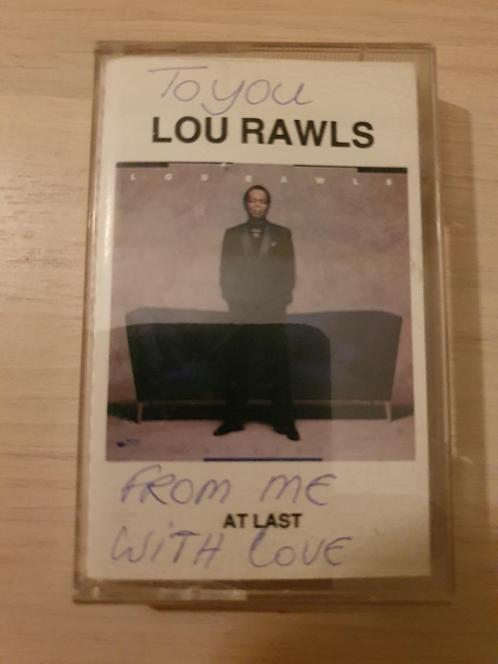 To you
LOU RAWLS
LOU RAWLS
FROM ME
AT LAST
WITH LOVE